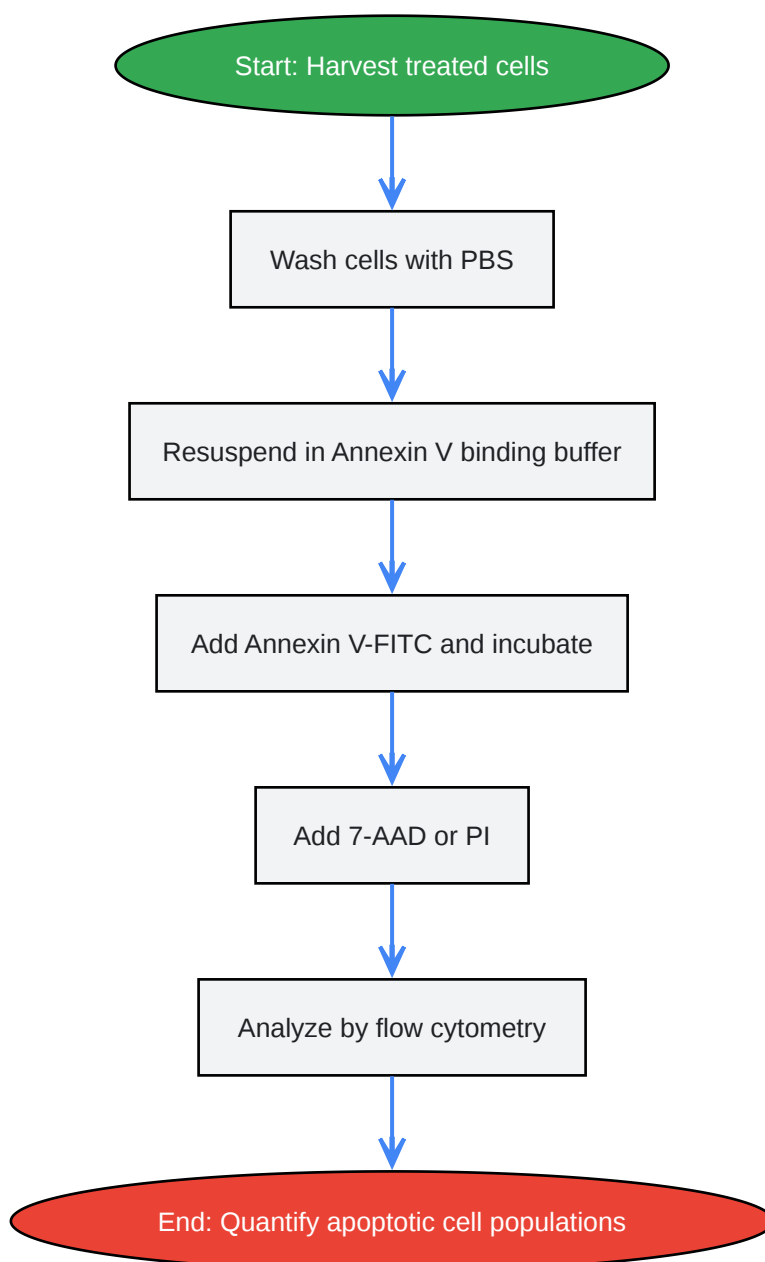 Start: Harvest treated cells
Wash cells with PBS
Resuspend in Annexin V binding buffer
Add Annexin V-FITC and incubate
Add 7-AAD or PI
Analyze by flow cytometry
End: Quantify apoptotic cell populations